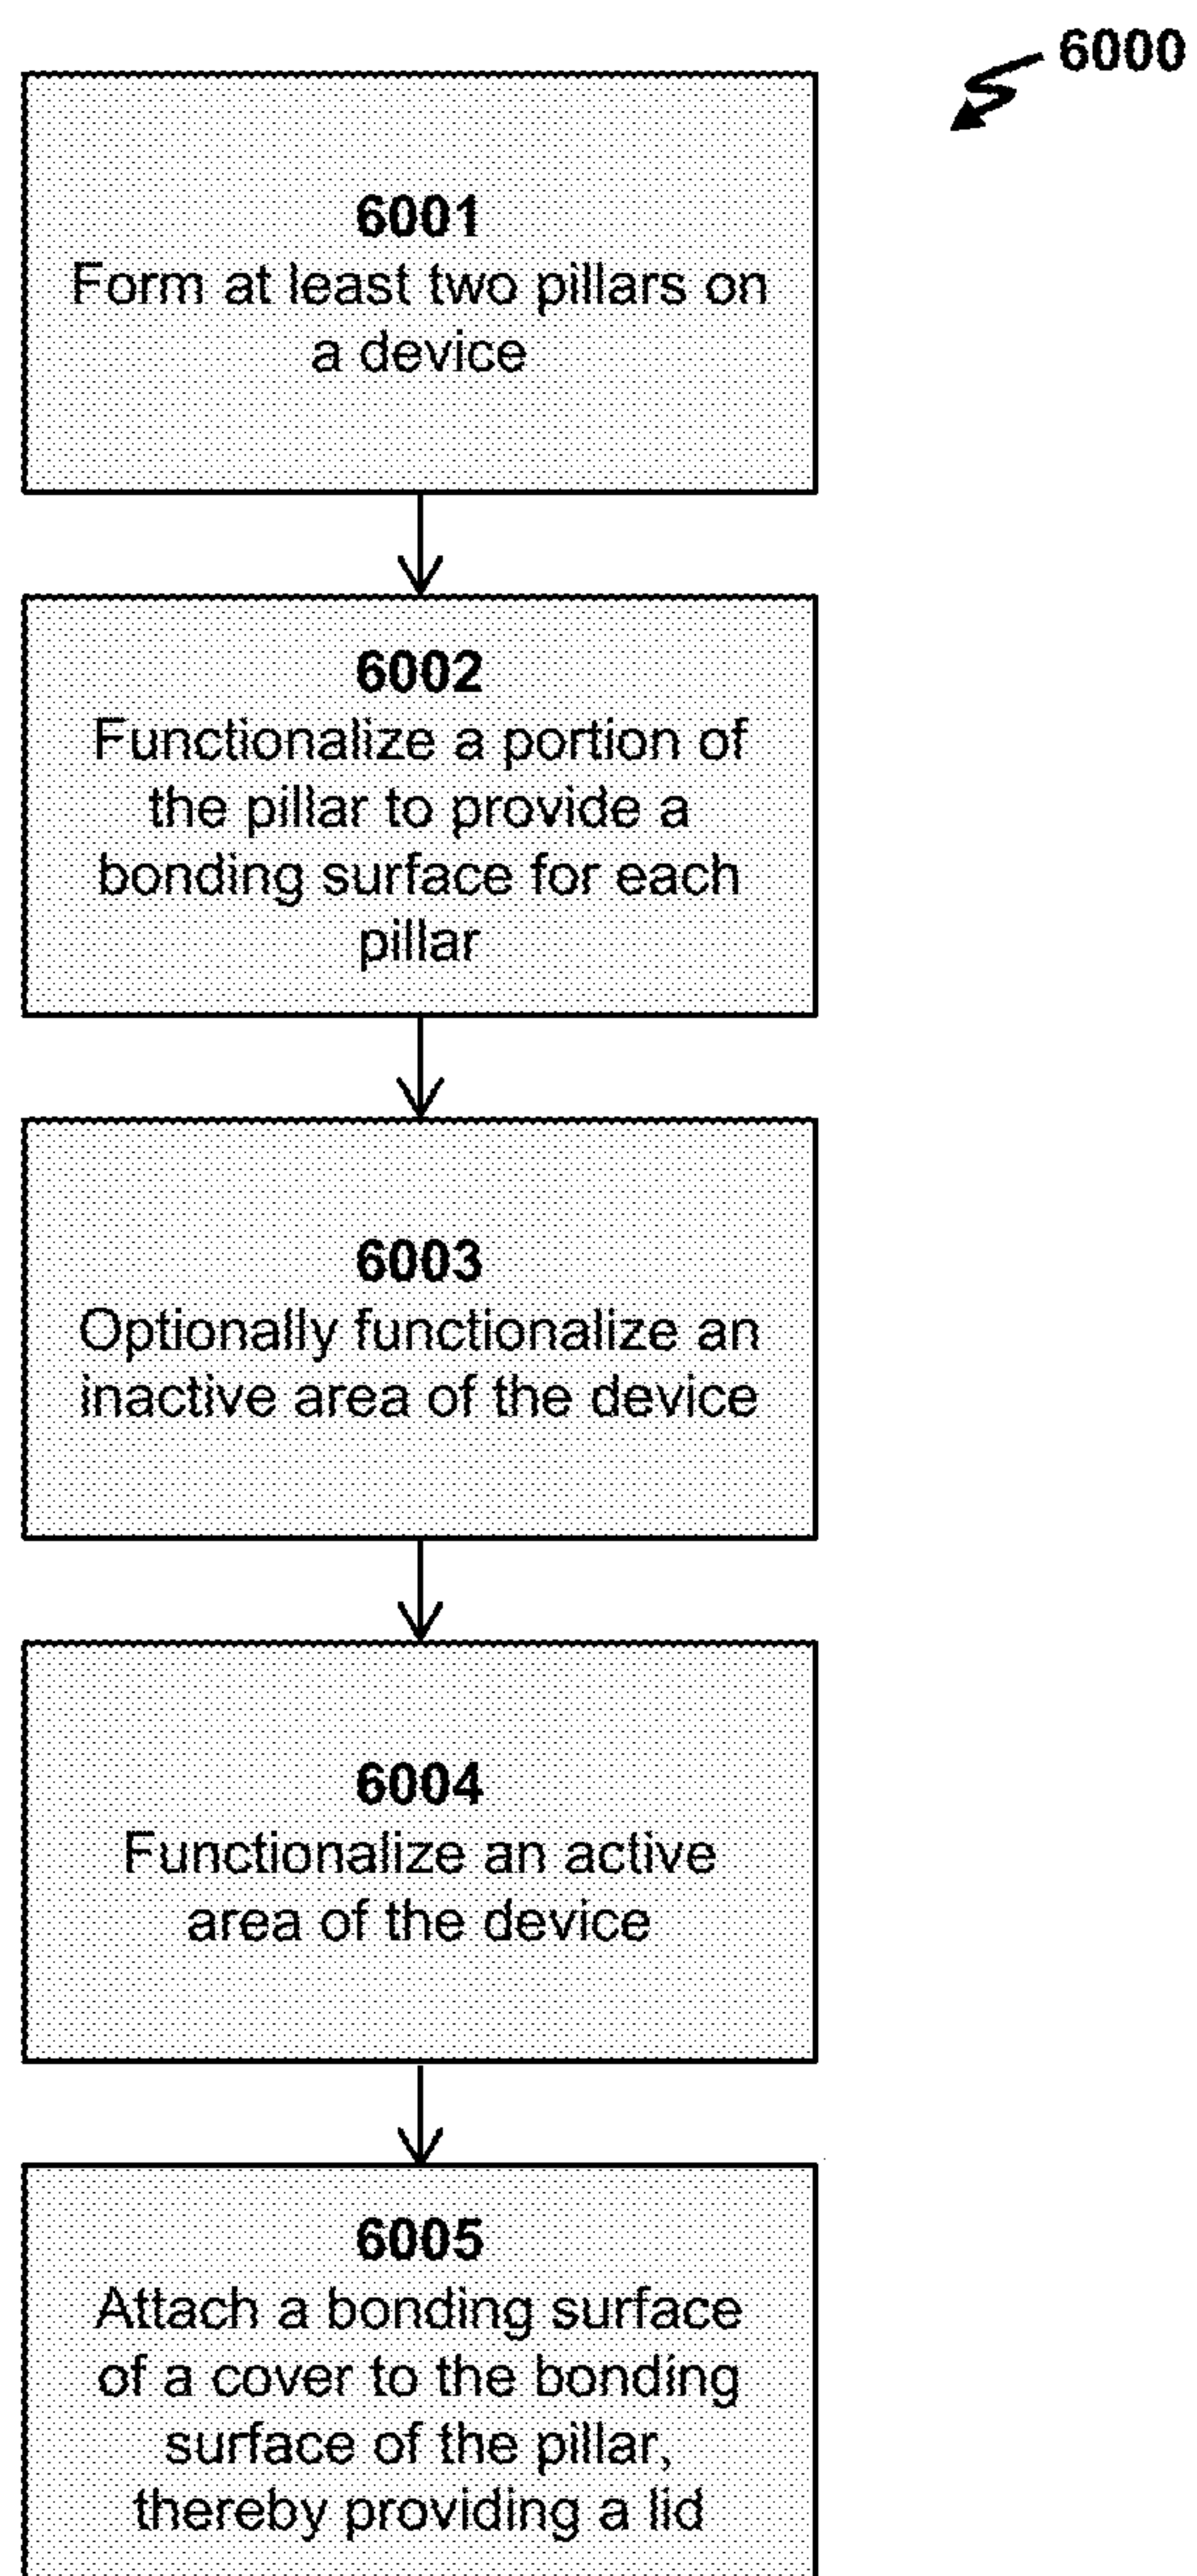 6000
6001
Form at least two pillars on
a device
6002
Functionalize a portion of
the pillar to provide a
bonding surface for each
pillar
6003
Optionally functionalize an
inactive area of the device
6004
Functionalize an active
area of the device
6005
Attach a bonding surface
of a cover to the bonding
surface of the pillar,
thereby providing a lid